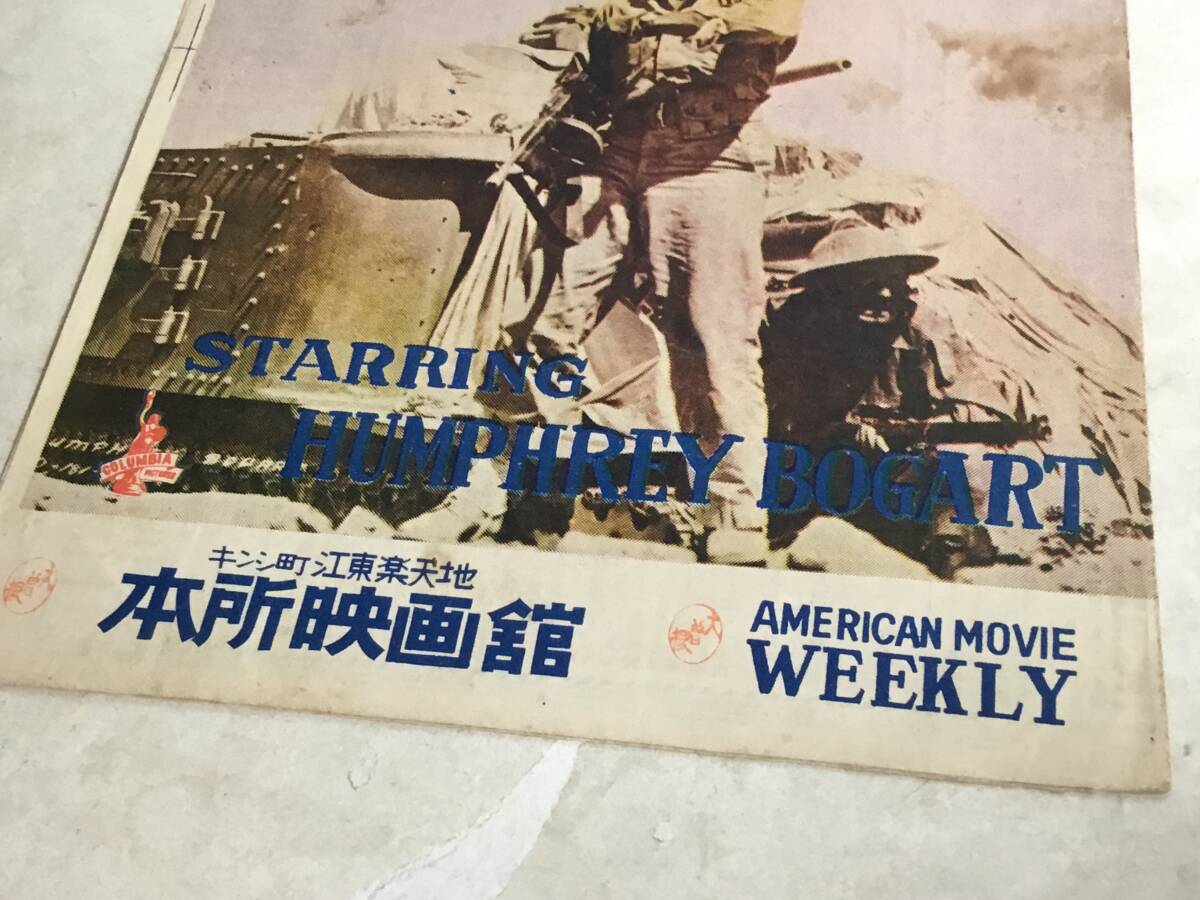 STARRING
HUMPHREY BOGART
COLUMBIA
キンシ町 江東楽天地
本所映画舘
AMERICAN MOVIE
WEEKLY